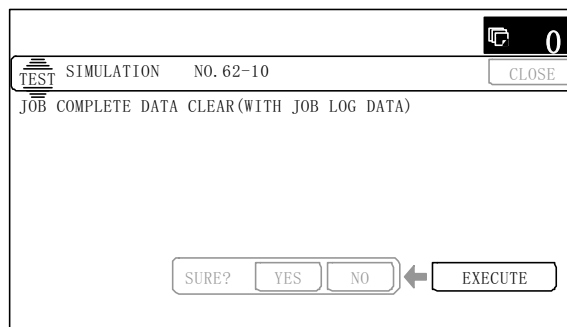 0
TEST SIMULATION NO.62-10 CLOSE
JOB COMPLETE DATA CLEAR(WITH JOB LOG DATA)
SURE? YES NO EXECUTE